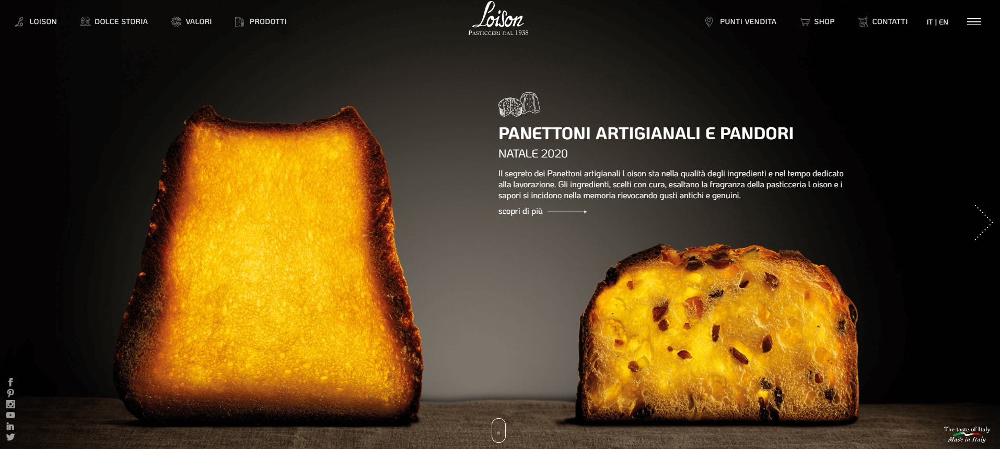 LOISON
DOLCE STORIA
VALORI
PRODOTTI
Loison
PASTICCERI DAL 1938
PUNTI VENDITA
SHOP
CONTATTI
IT | EN
PANETTONI ARTIGIANALI E PANDORI
NATALE 2020
Il segreto dei Panettoni artigianali Loison sta nella qualità degli ingredienti e nel tempo dedicato
alla lavorazione. Gli ingredienti, scelti con cura, esaltano la fragranza della pasticceria Loison e i
sapori si incidono nella memoria rievocando gusti antichi e genuini.
scopri di più
The taste of Italy
Made in Italy